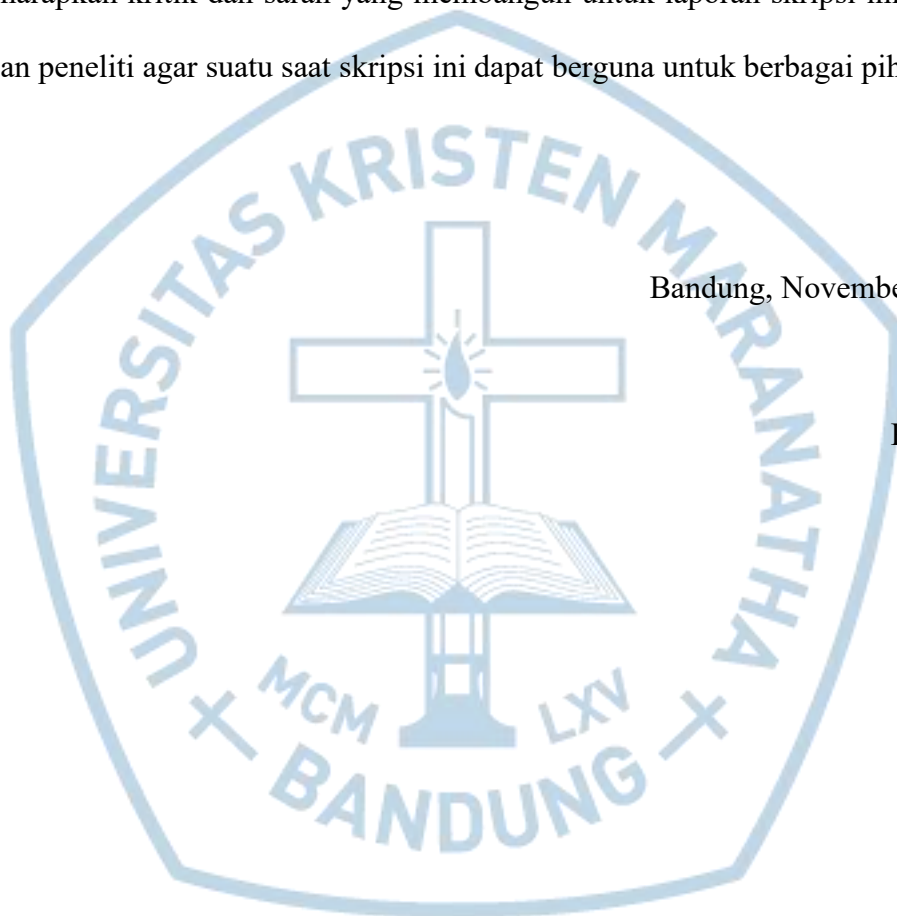 harapkan kritik dan saran yang membangun untuk laporan skripsi ini
an peneliti agar suatu saat skripsi ini dapat berguna untuk berbagai pih
UNIVERSITAS KRISTEN MARANATHA
Bandung, Novembe
MCM LXV
BANDUNG